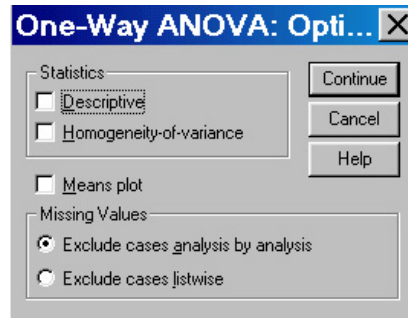 One-Way ANOVA: Opti...
Statistics
Descriptive
Homogeneity-of-variance
Means plot
Missing Values
Exclude cases analysis by analysis
Exclude cases listwise
Continue
Cancel
Help